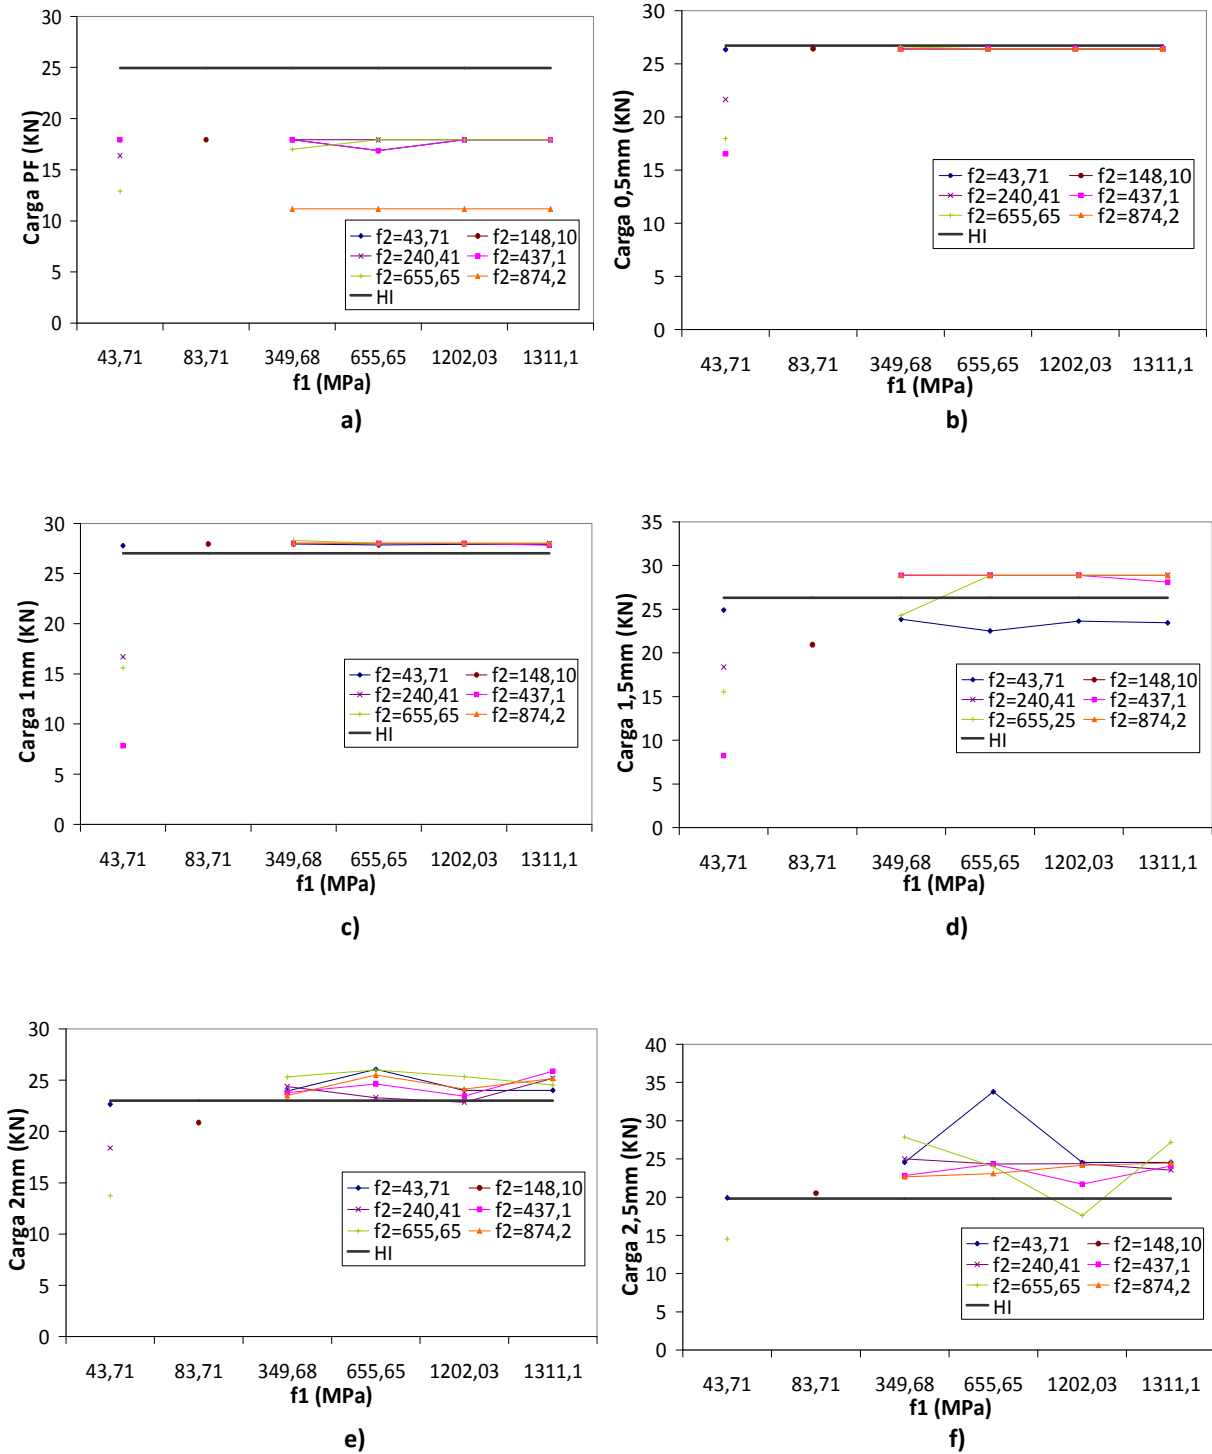 30
25
20
15
10
5
0
Carga PF (KN)
43,71 83,71 349,68 655,65 1202,03 1311,1
f1 (MPa)
f2=43,71 f2=148,10
f2=240,41 f2=437,1
f2=655,65 f2=874,2
HI
a)
30
25
20
15
10
5
0
Carga 0,5mm (KN)
43,71 83,71 349,68 655,65 1202,03 1311,1
f1 (MPa)
f2=43,71 f2=148,10
f2=240,41 f2=437,1
f2=655,65 f2=874,2
HI
b)
30
25
20
15
10
5
0
Carga 1mm (KN)
43,71 83,71 349,68 655,65 1202,03 1311,1
f1 (MPa)
f2=43,71 f2=148,10
f2=240,41 f2=437,1
f2=655,65 f2=874,2
HI
c)
35
30
25
20
15
10
5
0
Carga 1,5mm (KN)
43,71 83,71 349,68 655,65 1202,03 1311,1
f1 (MPa)
f2=43,71 f2=148,10
f2=240,41 f2=437,1
f2=655,25 f2=874,2
HI
d)
30
25
20
15
10
5
0
Carga 2mm (KN)
43,71 83,71 349,68 655,65 1202,03 1311,1
f1 (MPa)
f2=43,71 f2=148,10
f2=240,41 f2=437,1
f2=655,65 f2=874,2
HI
e)
40
35
30
25
20
15
10
5
0
Carga 2,5mm (KN)
43,71 83,71 349,68 655,65 1202,03 1311,1
f1 (MPa)
f2=43,71 f2=148,10
f2=240,41 f2=437,1
f2=655,65 f2=874,2
HI
f)